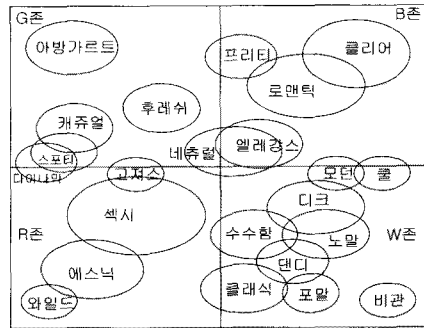 G존 B존
아방가르트 프리티 클리어
로맨틱
후레쉬
캐쥬얼
네츄럴 엘레강스
스포티
다이나믹 고져스 모던 쿨
섹시 디크
R존 수수함 노말 W존
에스닉 댄디
클래식 포말
와일드 비관